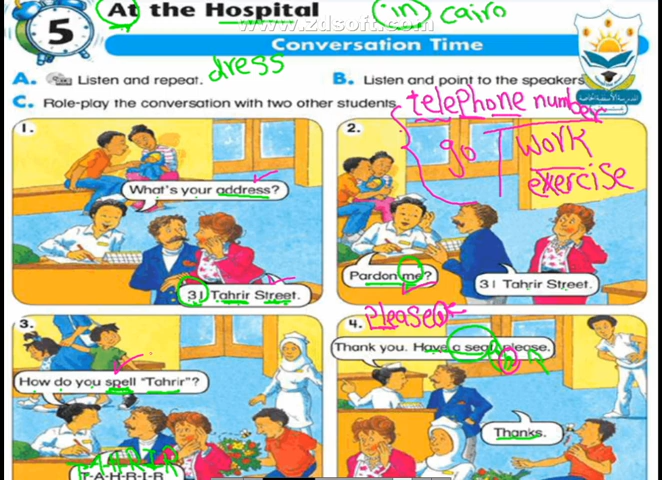 At the Hospital
in cairo
www.zdsoft.com
5
Conversation Time
A. Listen and repeat.
dress
B. Listen and point to the speakers
C. Role-play the conversation with two other students.
telephone number
go
work
exercise
1.
What's your address?
31 Tahrir Street.
2.
Pardon me?
31 Tahrir Street.
3.
How do you spell "Tahrir"?
T-A-H-R-I-R
T-A-H-R-I-R
4.
Please
Thank you. Have a seat, please.
Thanks.